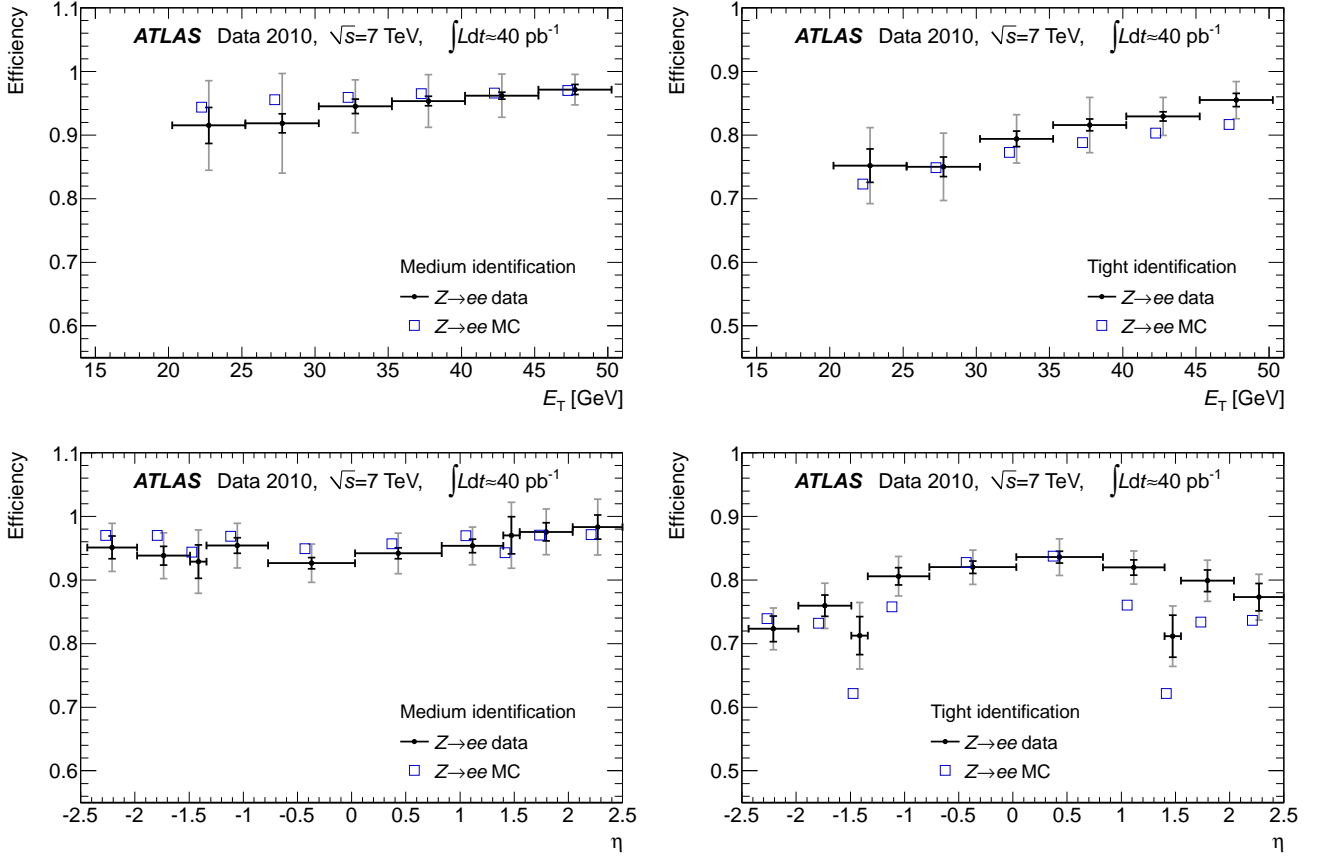 Efficiency
1.1
1
0.9
0.8
0.7
0.6
ATLAS Data 2010, √s=7 TeV, ∫Ldt≈40 pb⁻¹
Medium identification
Z→ee data
Z→ee MC
15 20 25 30 35 40 45 50
E_T [GeV]
Efficiency
1
0.9
0.8
0.7
0.6
0.5
ATLAS Data 2010, √s=7 TeV, ∫Ldt≈40 pb⁻¹
Tight identification
Z→ee data
Z→ee MC
15 20 25 30 35 40 45 50
E_T [GeV]
Efficiency
1.1
1
0.9
0.8
0.7
0.6
ATLAS Data 2010, √s=7 TeV, ∫Ldt≈40 pb⁻¹
Medium identification
Z→ee data
Z→ee MC
-2.5 -2 -1.5 -1 -0.5 0 0.5 1 1.5 2 2.5
η
Efficiency
1
0.9
0.8
0.7
0.6
0.5
ATLAS Data 2010, √s=7 TeV, ∫Ldt≈40 pb⁻¹
Tight identification
Z→ee data
Z→ee MC
-2.5 -2 -1.5 -1 -0.5 0 0.5 1 1.5 2 2.5
η